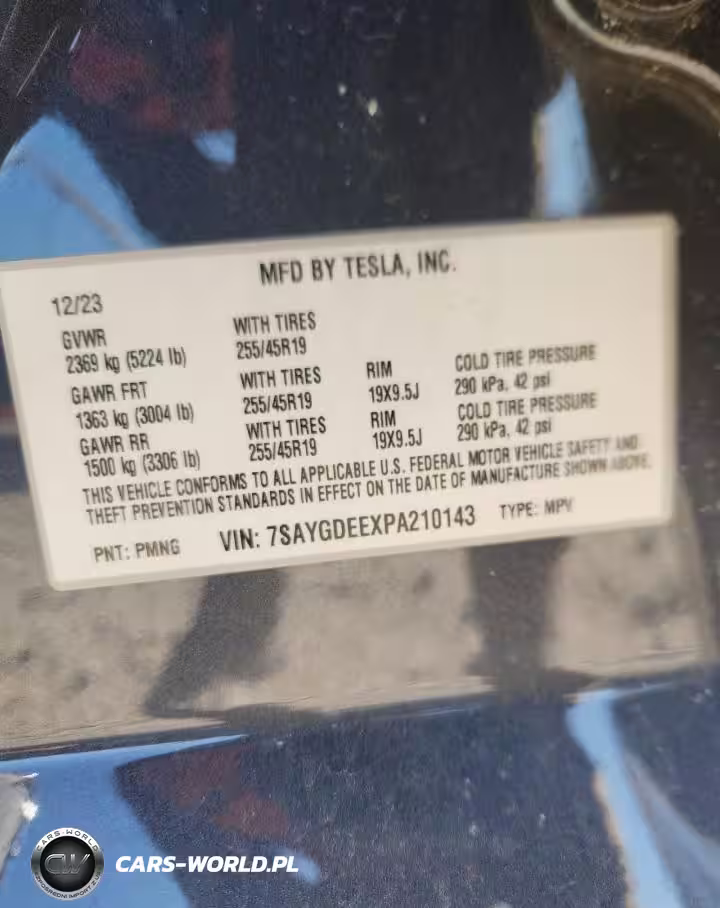 MFD BY TESLA, INC.
12/23
GVWR WITH TIRES
2369 kg (5224 lb) 255/45R19
GAWR FRT WITH TIRES RIM COLD TIRE PRESSURE
1363 kg (3004 lb) 255/45R19 19X9.5J 290 kPa, 42 psi
GAWR RR WITH TIRES RIM COLD TIRE PRESSURE
1500 kg (3306 lb) 255/45R19 19X9.5J 290 kPa, 42 psi
THIS VEHICLE CONFORMS TO ALL APPLICABLE U.S. FEDERAL MOTOR VEHICLE SAFETY AND
THEFT PREVENTION STANDARDS IN EFFECT ON THE DATE OF MANUFACTURE SHOWN ABOVE.
PNT: PMNG VIN: 7SAYGDEEXPA210143 TYPE: MPV
CARS-WORLD
CW
CARS-WORLD.PL